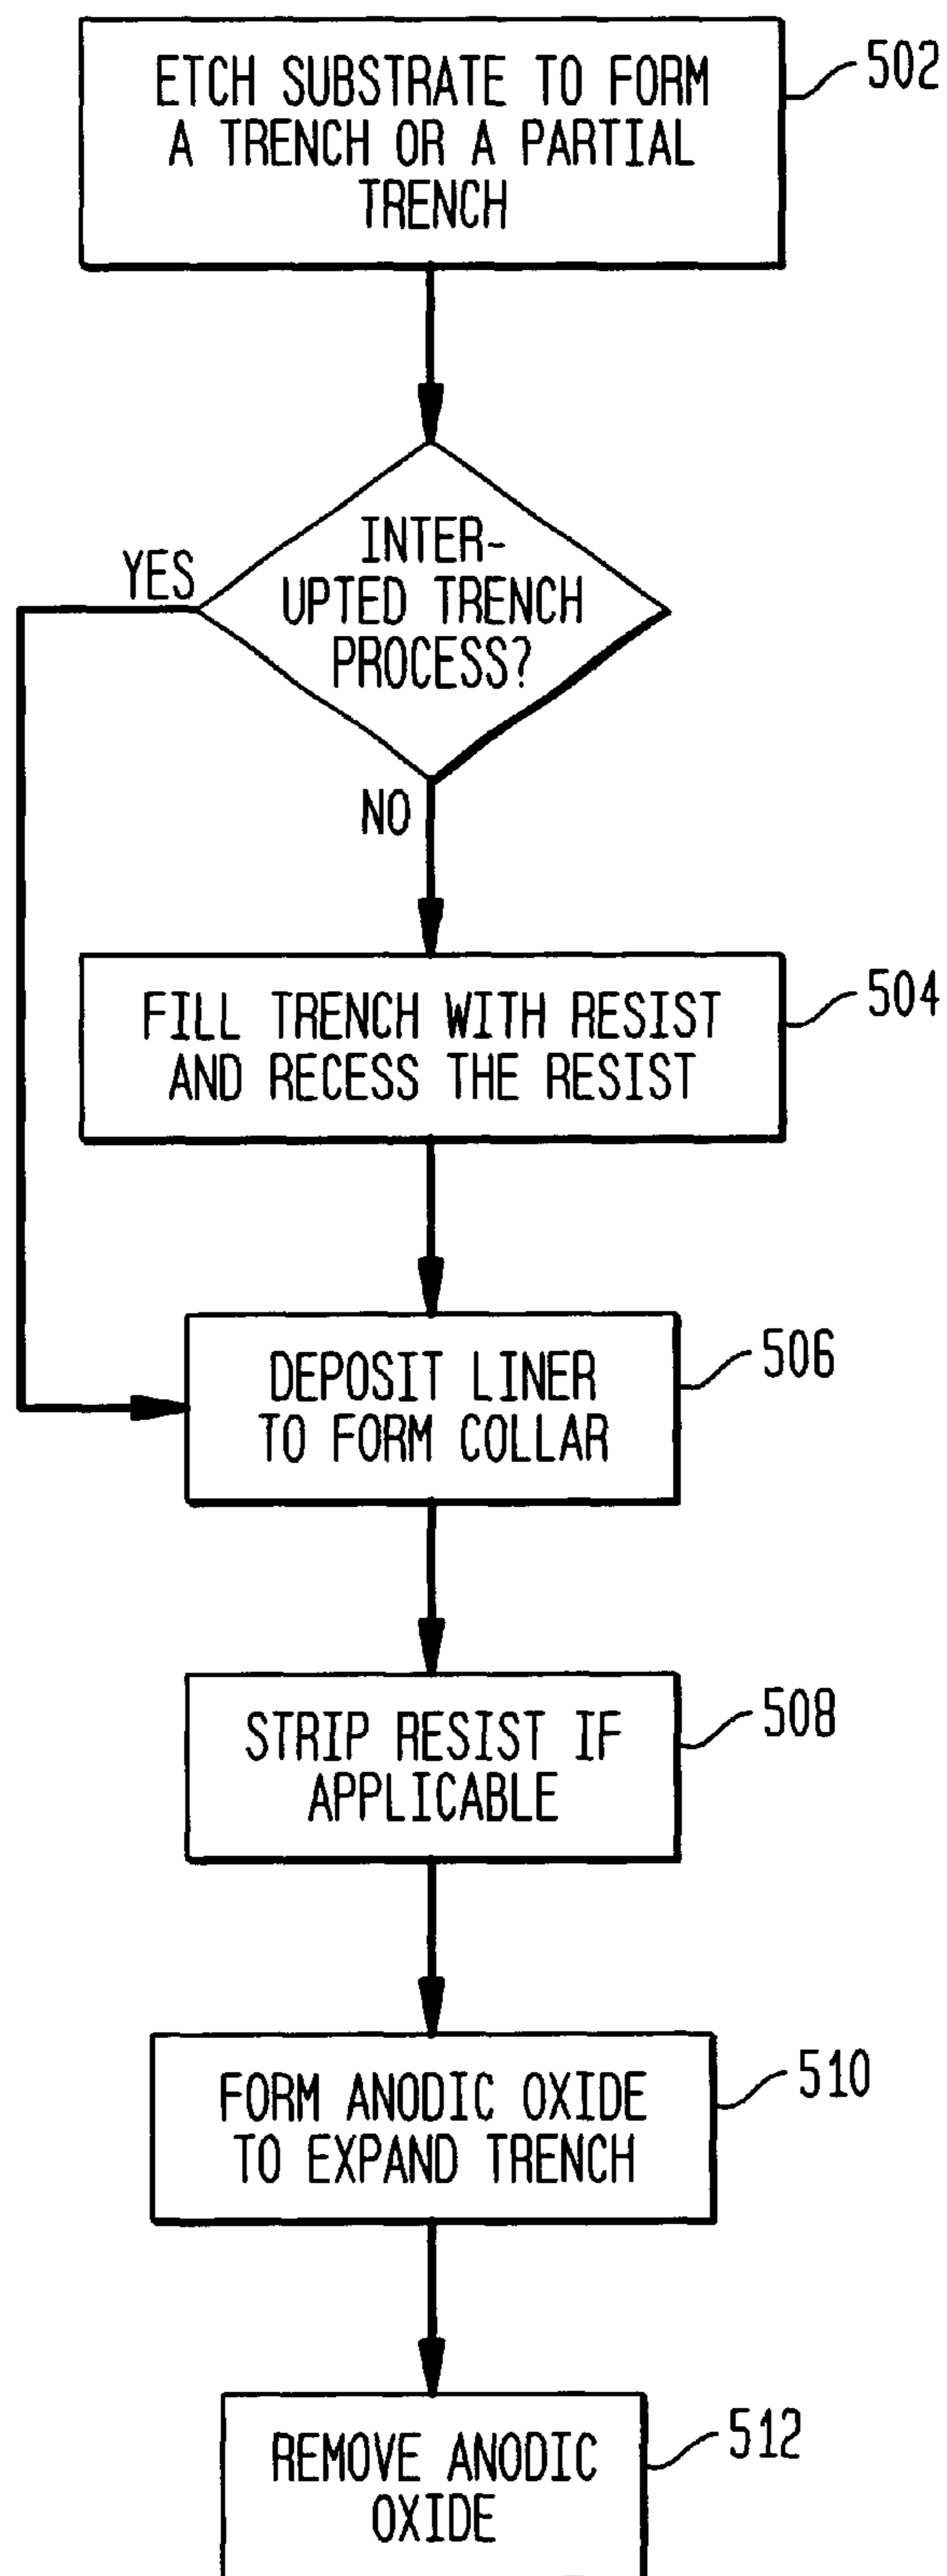 ETCH SUBSTRATE TO FORM
A TRENCH OR A PARTIAL
TRENCH
502
INTER-
UPTED TRENCH
PROCESS?
YES
NO
FILL TRENCH WITH RESIST
AND RECESS THE RESIST
504
DEPOSIT LINER
TO FORM COLLAR
506
STRIP RESIST IF
APPLICABLE
508
FORM ANODIC OXIDE
TO EXPAND TRENCH
510
REMOVE ANODIC
OXIDE
512